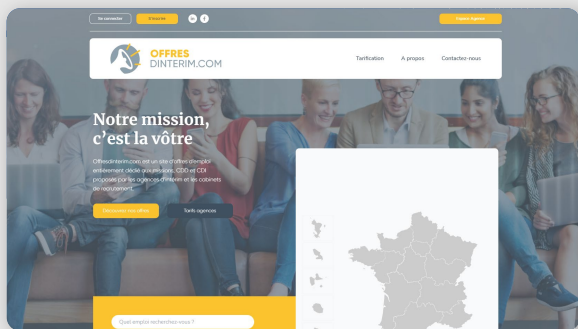 Se connecter
S'inscrire
Espace Agence
OFFRES
DINTERIM.COM
Tarification
A propos
Contactez-nous
Notre mission,
c'est la vôtre
Offresdinterim.com est un site d'offres d'emploi
entièrement dédié aux missions, CDD et CDI
proposés par les agences d'intérim et les cabinets
de recrutement.
Découvrez nos offres
Tarifs agences
Quel emploi recherchez-vous ?